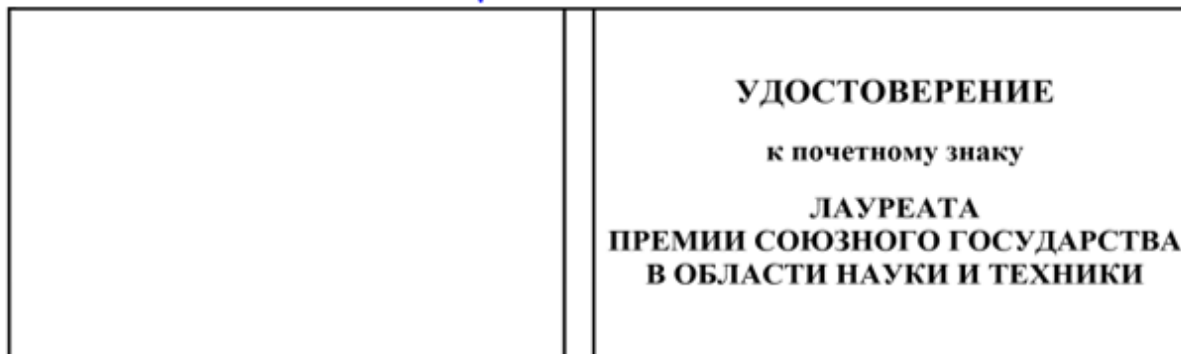 УДОСТОВЕРЕНИЕ
к почетному знаку
ЛАУРЕАТА
ПРЕМИИ СОЮЗНОГО ГОСУДАРСТВА
В ОБЛАСТИ НАУКИ И ТЕХНИКИ